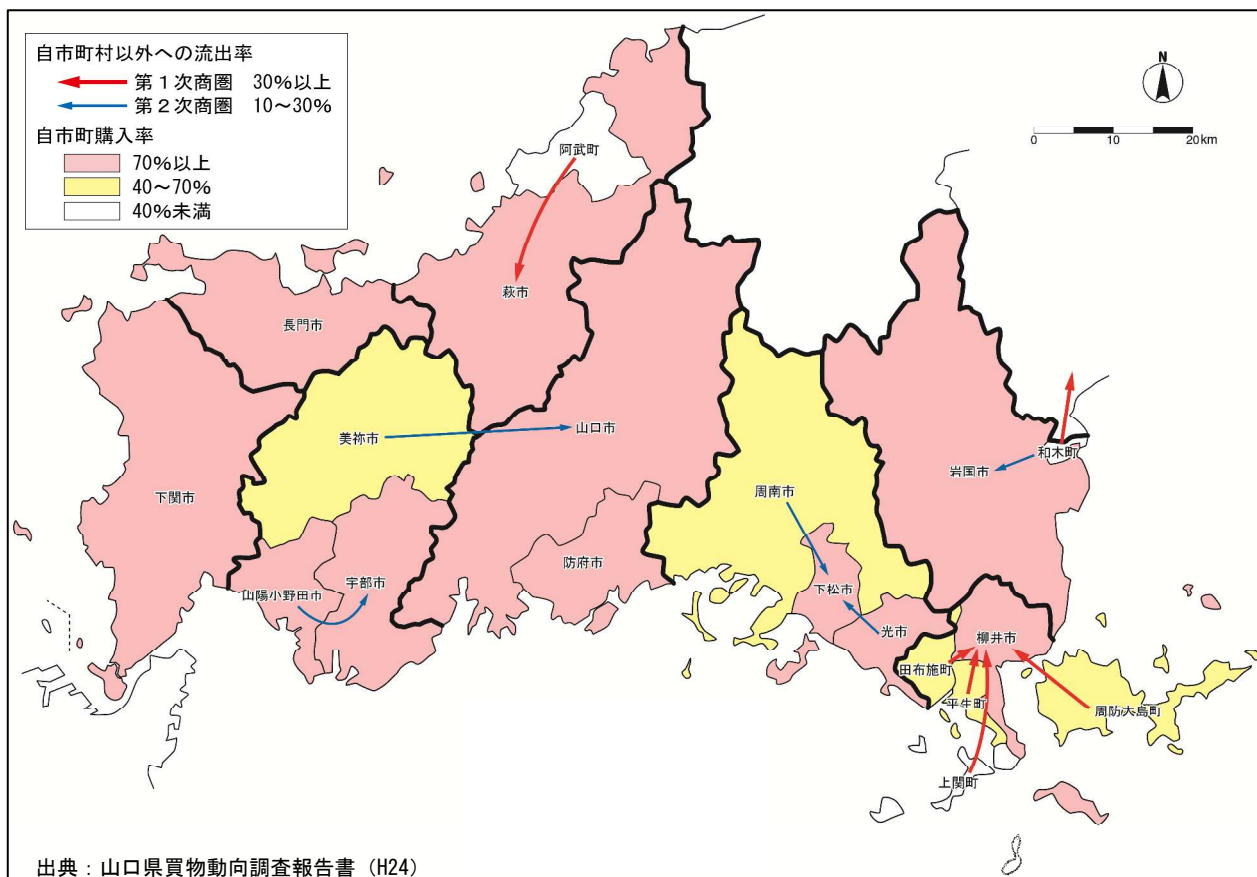 自市町村以外への流出率
第1次商圏 30%以上
第2次商圏 10～30%
自市町購入率
70%以上
40～70%
40%未満
N
0 10 20km
阿武町
萩市
長門市
美祢市
山口市
和木町
岩国市
下関市
周南市
防府市
宇部市
山陽小野田市
下松市
光市
柳井市
田布施町
平生町
周防大島町
上関町
出典：山口県買物動向調査報告書（H24）